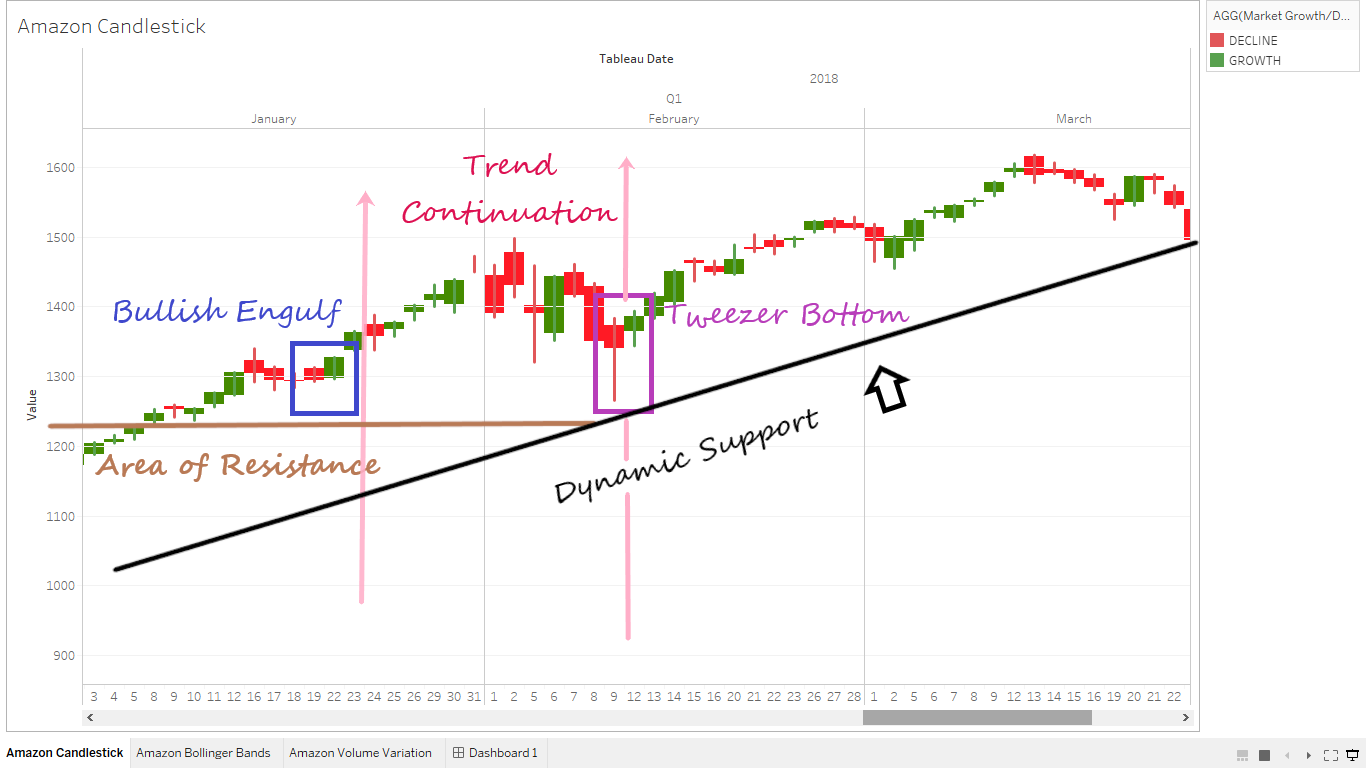 Amazon Candlestick
AGG(Market Growth/D...
DECLINE
GROWTH
Tableau Date
2018
Q1
January February March
Trend
Continuation
Bullish Engulf
Tweezer Bottom
Area of Resistance
Dynamic Support
Value
1600
1500
1400
1300
1200
1100
1000
900
3 4 5 8 9 10 11 12 16 17 18 19 22 23 24 25 26 29 30 31 1 2 5 6 7 8 9 12 13 14 15 16 20 21 22 23 26 27 28 1 2 5 6 7 8 9 12 13 14 15 16 19 20 21 22
Amazon Candlestick Amazon Bollinger Bands Amazon Volume Variation Dashboard 1